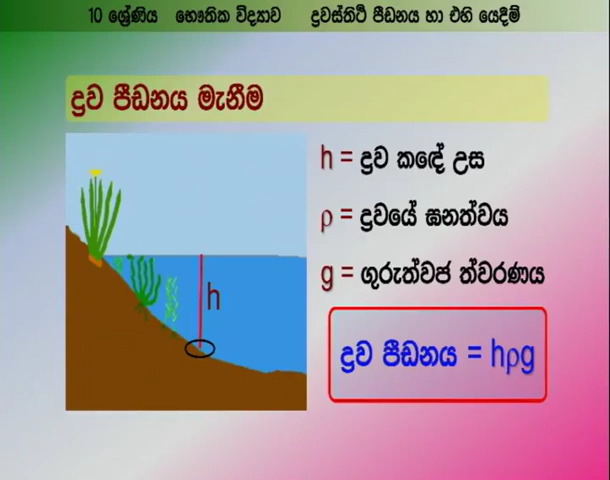 10 ශ්‍රේණිය භෞතික විද්‍යාව ද්‍රවස්ථිති පීඩනය හා එහි යෙදීම්
ද්‍රව පීඩනය මැනීම
h = ද්‍රව කඳේ උස
ρ = ද්‍රවයේ ඝනත්වය
g = ගුරුත්වජ ත්වරණය
h
ද්‍රව පීඩනය = hρg